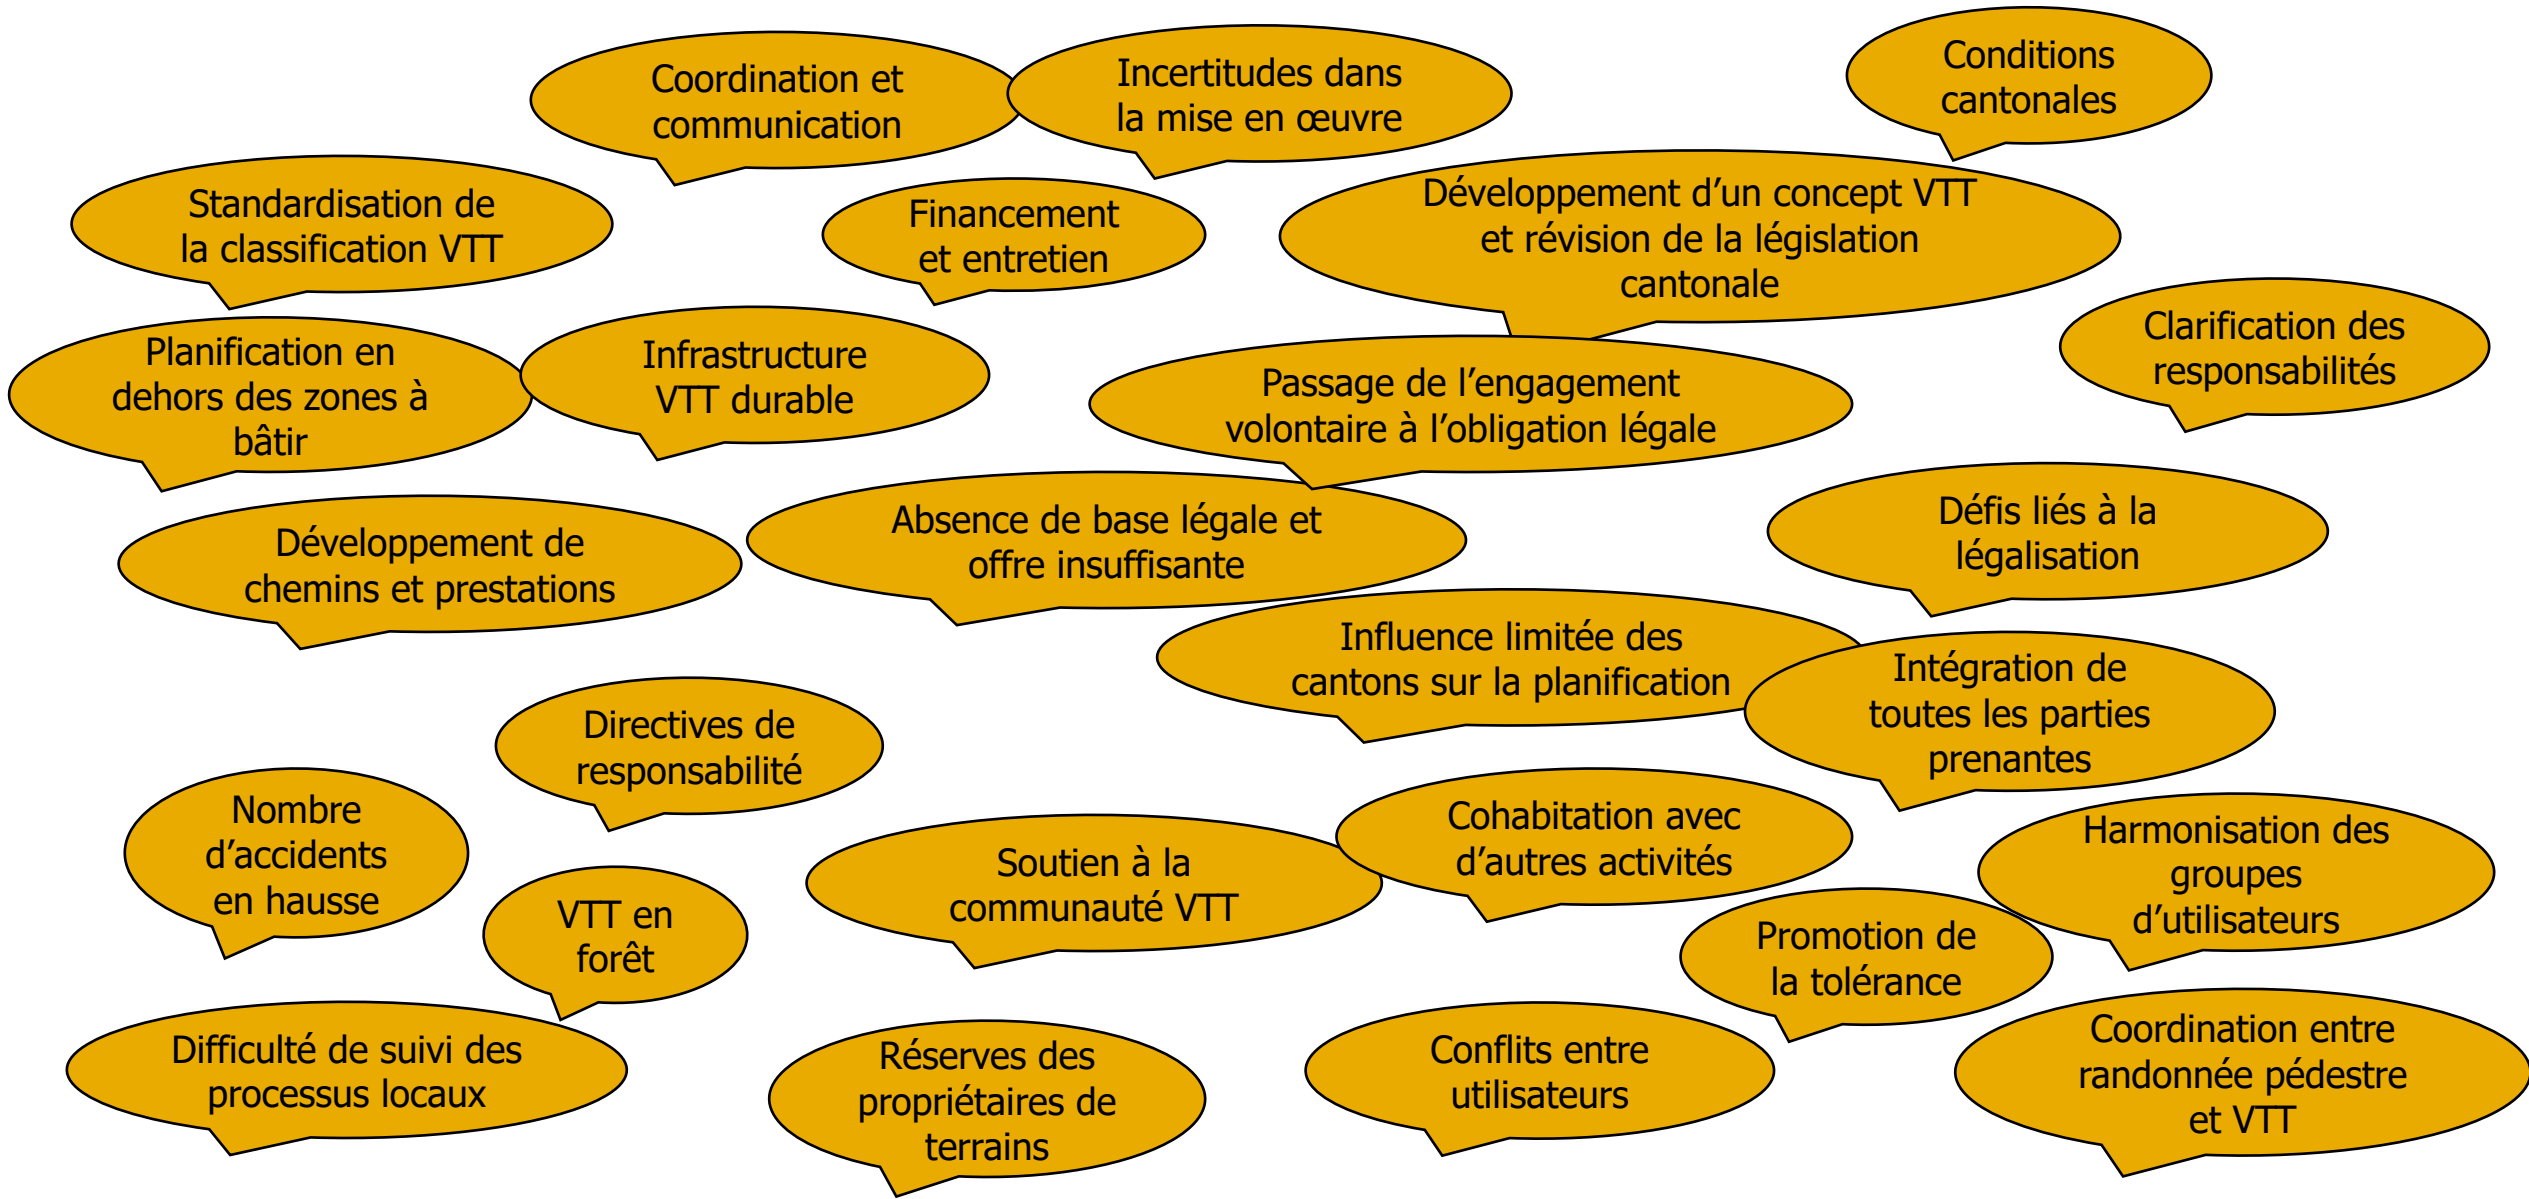 Coordination et
communication
Incertitudes dans
la mise en œuvre
Conditions
cantonales
Standardisation de
la classification VTT
Financement
et entretien
Développement d’un concept VTT
et révision de la législation
cantonale
Clarification des
responsabilités
Planification en
dehors des zones à
bâtir
Infrastructure
VTT durable
Passage de l’engagement
volontaire à l’obligation légale
Développement de
chemins et prestations
Absence de base légale et
offre insuffisante
Défis liés à la
légalisation
Influence limitée des
cantons sur la planification
Intégration de
toutes les parties
prenantes
Directives de
responsabilité
Nombre
d’accidents
en hausse
VTT en
forêt
Soutien à la
communauté VTT
Cohabitation avec
d’autres activités
Harmonisation des
groupes
d’utilisateurs
Promotion de
la tolérance
Difficulté de suivi des
processus locaux
Réserves des
propriétaires de
terrains
Conflits entre
utilisateurs
Coordination entre
randonnée pédestre
et VTT